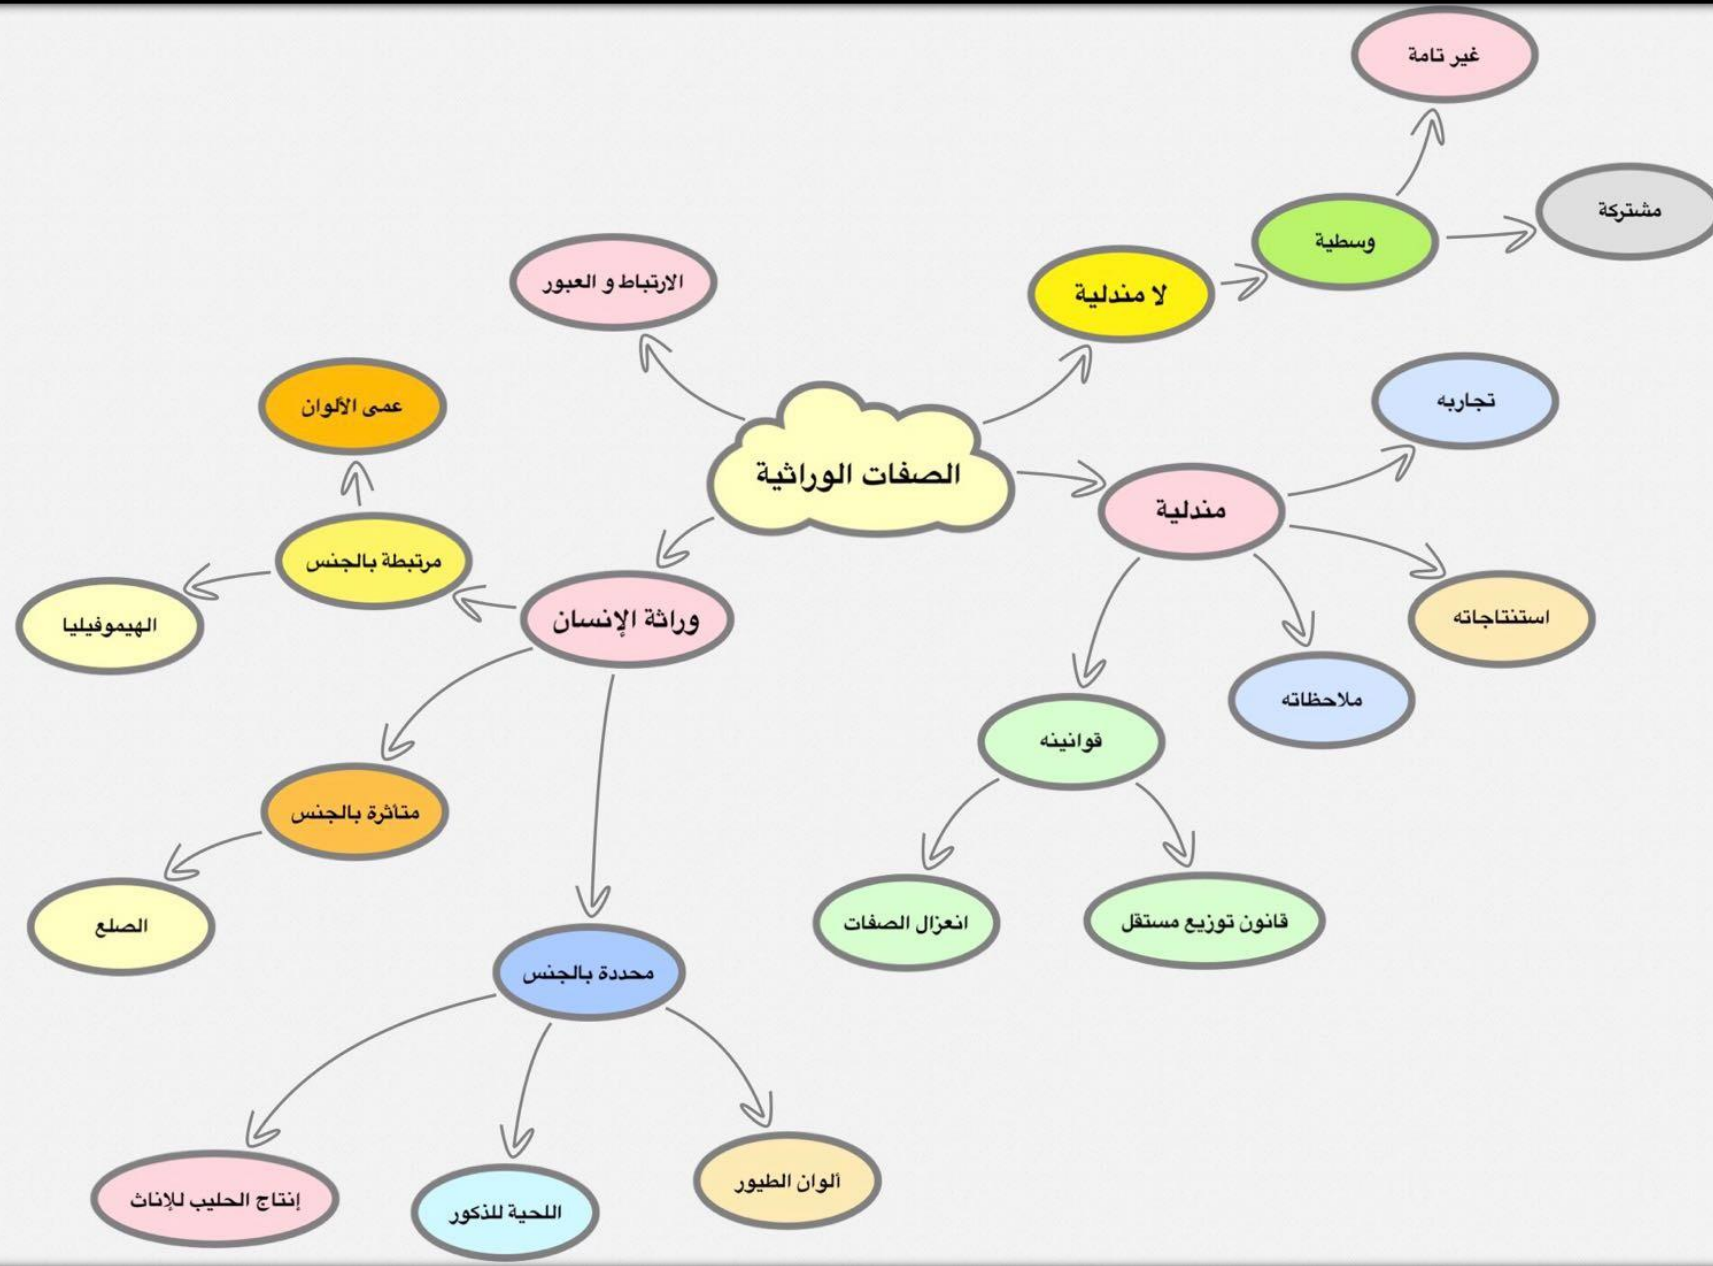 الصفات الوراثية
لا مندلية
وسطية
غير تامة
مشتركة
مندلية
تجاربه
استنتاجاته
ملاحظاته
قوانينه
قانون توزيع مستقل
انعزال الصفات
الارتباط و العبور
وراثة الإنسان
مرتبطة بالجنس
عمى الألوان
الهيموفيليا
متأثرة بالجنس
الصلع
محددة بالجنس
ألوان الطيور
اللحية للذكور
إنتاج الحليب للإناث